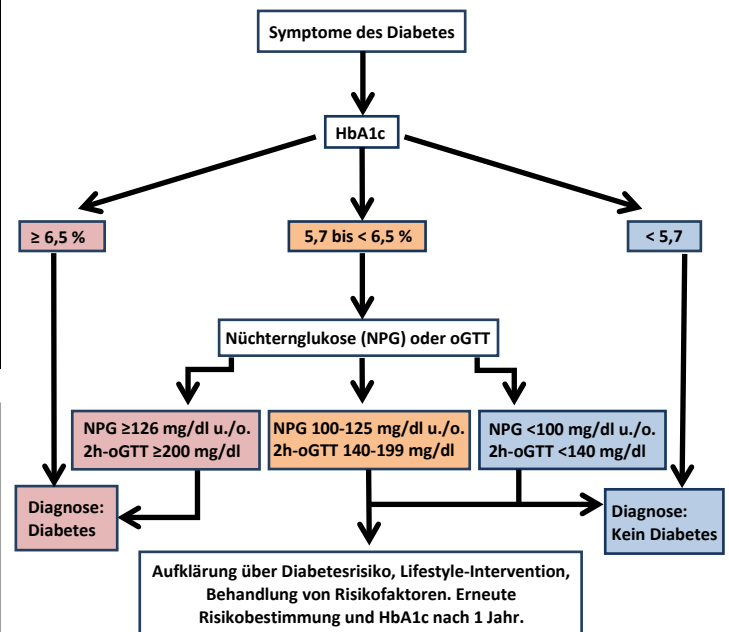 Symptome des Diabetes
HbA1c
≥ 6,5 %
5,7 bis < 6,5 %
< 5,7
Nüchternglukose (NPG) oder oGTT
NPG ≥126 mg/dl u./o.
2h-oGTT ≥200 mg/dl
NPG 100-125 mg/dl u./o.
2h-oGTT 140-199 mg/dl
NPG <100 mg/dl u./o.
2h-oGTT <140 mg/dl
Diagnose:
Diabetes
Diagnose:
Kein Diabetes
Aufklärung über Diabetesrisiko, Lifestyle-Intervention,
Behandlung von Risikofaktoren. Erneute
Risikobestimmung und HbA1c nach 1 Jahr.